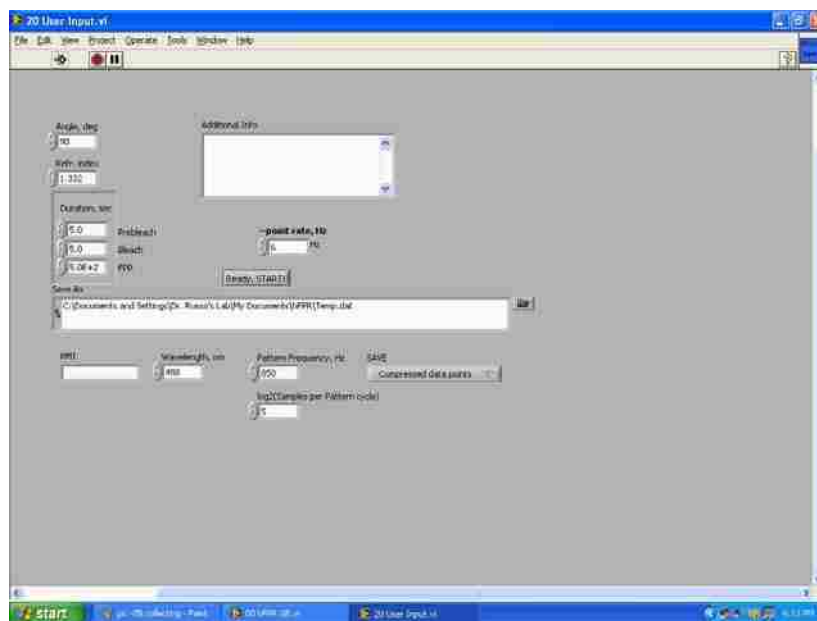 20 User Input.vi
File Edit View Project Operate Tools Window Help
Angle, deg
90
Additional Info
Refr. index
1.332
Duration, sec
5.0 Prebleach
5.0 Bleach
5.0E+2 FPR
~point rate, Hz
6 Hz
Ready, START!
Save As
C:\Documents and Settings\Dr. Russo's Lab\My Documents\hFPR\Temp.dat
Wavelength, nm
488
Pattern Frequency, Hz
850
SAVE
Compressed data points
log2(Samples per Pattern cycle)
5
start
20 User Input.vi